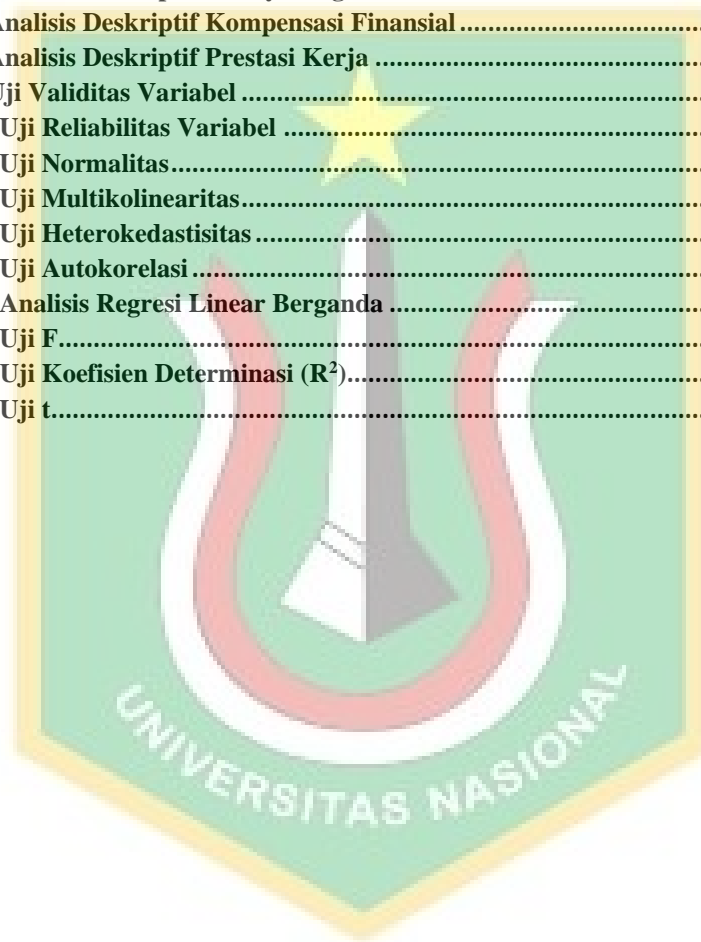 Analisis Deskriptif Kompensasi Finansial
Analisis Deskriptif Prestasi Kerja
Uji Validitas Variabel
Uji Reliabilitas Variabel
Uji Normalitas
Uji Multikolinearitas
Uji Heterokedastisitas
Uji Autokorelasi
Analisis Regresi Linear Berganda
Uji F
Uji Koefisien Determinasi (R²)
Uji t
UNIVERSITAS NASIONAL